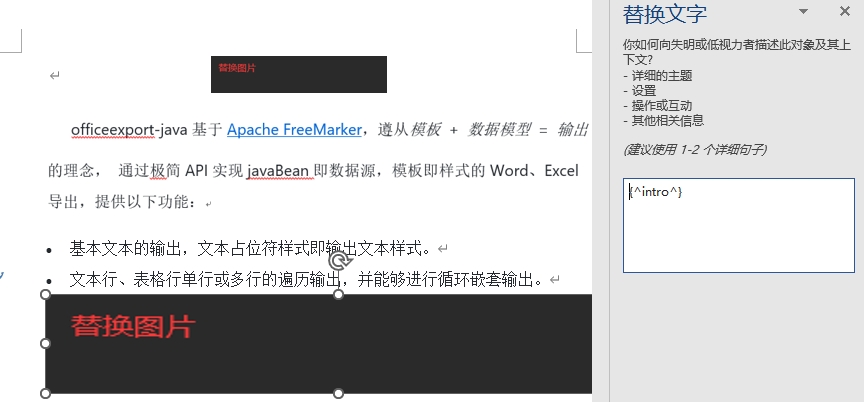 替换图片
officeexport-java 基于 Apache FreeMarker，遵从模板 + 数据模型 = 输出
的理念， 通过极简 API 实现 javaBean 即数据源，模板即样式的 Word、Excel
导出，提供以下功能：
• 基本文本的输出，文本占位符样式即输出文本样式。
• 文本行、表格行单行或多行的遍历输出，并能够进行循环嵌套输出。
替换图片
替换文字
你如何向失明或低视力者描述此对象及其上
下文?
- 详细的主题
- 设置
- 操作或互动
- 其他相关信息
(建议使用 1-2 个详细句子)
{^intro^}